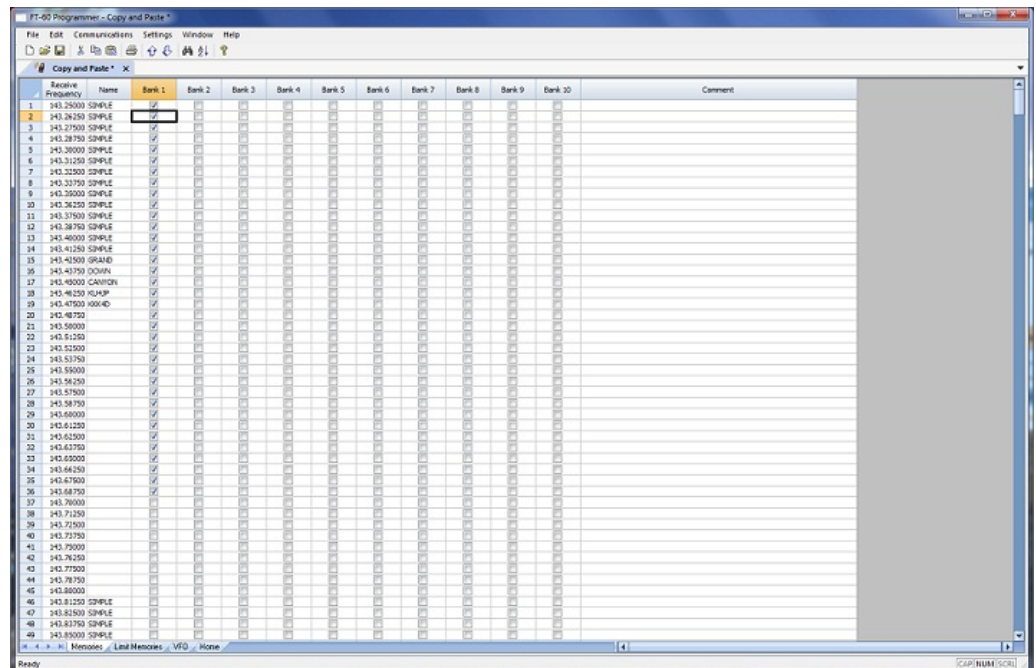 FT-60 Programmer - Copy and Paste *
File Edit Communications Settings Window Help
Copy and Paste * X
Receive Frequency Name Bank 1 Bank 2 Bank 3 Bank 4 Bank 5 Bank 6 Bank 7 Bank 8 Bank 9 Bank 10 Comment
1 143.25000 SIMPLE
2 143.26250 SIMPLE
3 143.27500 SIMPLE
4 143.28750 SIMPLE
5 143.30000 SIMPLE
6 143.31250 SIMPLE
7 143.32500 SIMPLE
8 143.33750 SIMPLE
9 143.35000 SIMPLE
10 143.36250 SIMPLE
11 143.37500 SIMPLE
12 143.38750 SIMPLE
13 143.40000 SIMPLE
14 143.41250 SIMPLE
15 143.42500 GRAND
16 143.43750 DOWN
17 143.45000 CANYON
18 143.46250
19 143.47500
20 143.48750
21 143.50000
22 143.51250
23 143.52500
24 143.53750
25 143.55000
26 143.56250
27 143.57500
28 143.58750
29 143.60000
30 143.61250
31 143.62500
32 143.63750
33 143.65000
34 143.66250
35 143.67500
36 143.68750
37 143.70000
38 143.71250
39 143.72500
40 143.73750
41 143.75000
42 143.76250
43 143.77500
44 143.78750
45 143.80000
46 143.81250 SIMPLE
47 143.82500 SIMPLE
48 143.83750 SIMPLE
49 143.85000 SIMPLE
Memories Limit Memories VFO Home
Ready CAP NUM SCRL